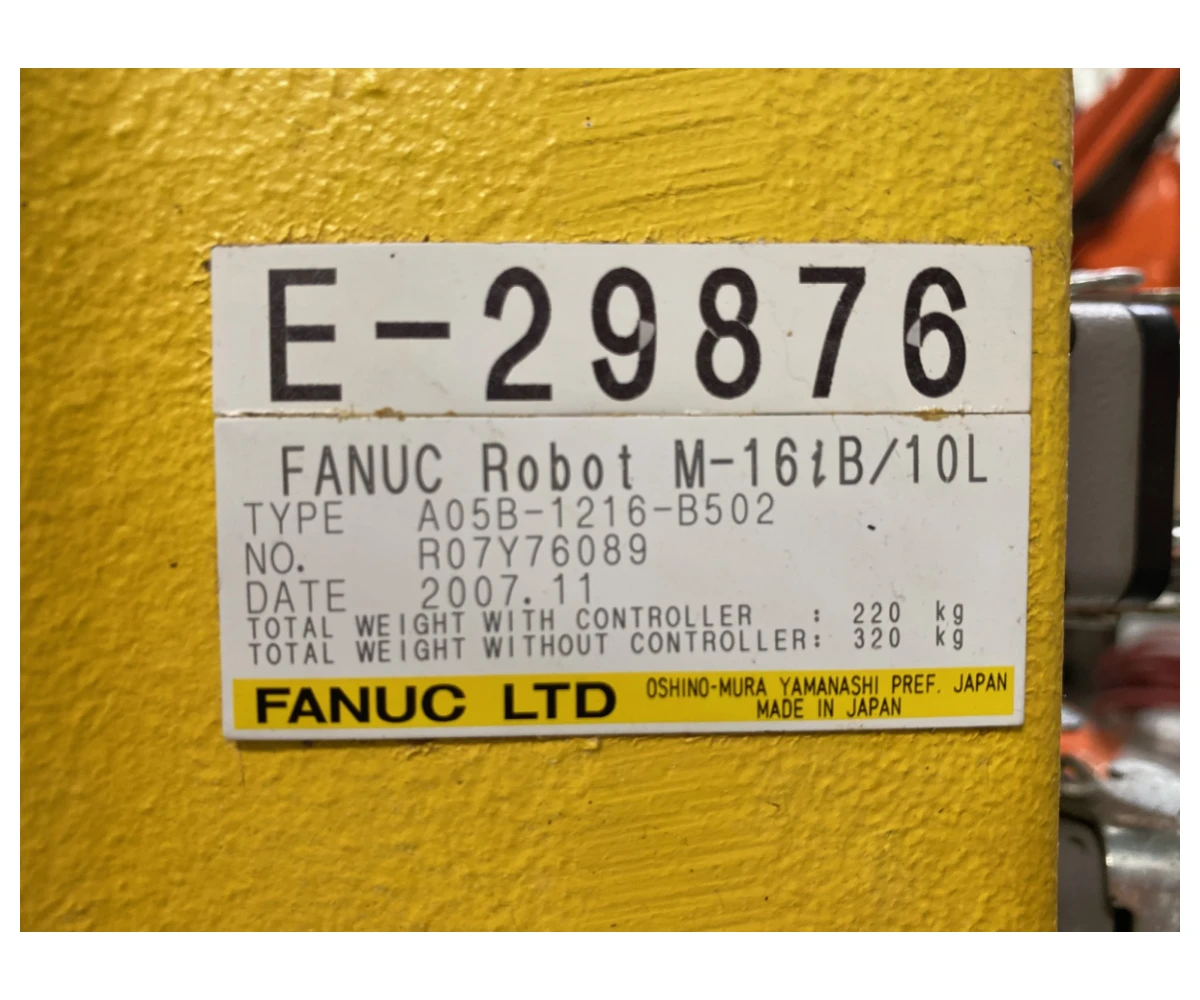 E-29876
FANUC Robot M-16iB/10L
TYPE A05B-1216-B502
NO. R07Y76089
DATE 2007.11
TOTAL WEIGHT WITH CONTROLLER : 220 kg
TOTAL WEIGHT WITHOUT CONTROLLER: 320 kg
FANUC LTD OSHINO-MURA YAMANASHI PREF. JAPAN
MADE IN JAPAN